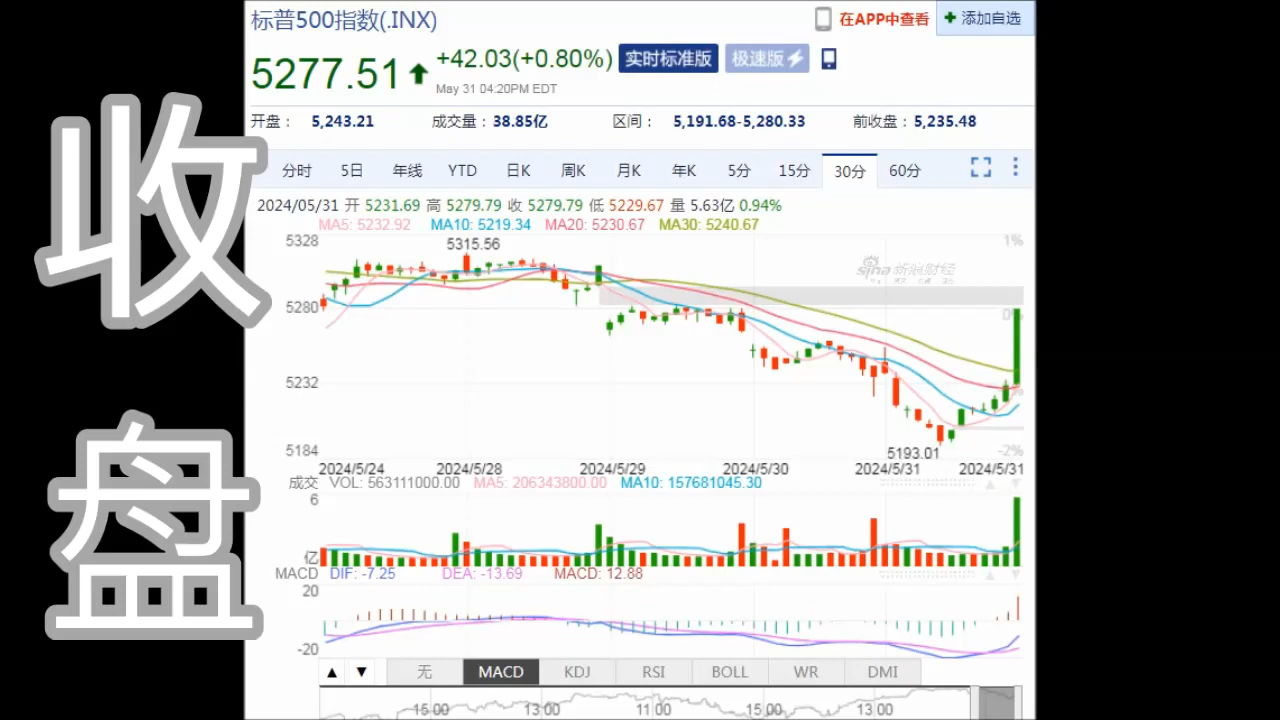 收盘
标普500指数(.INX)
在APP中查看
添加自选
5277.51
+42.03(+0.80%)
实时标准版
极速版
May 31 04:20PM EDT
开盘： 5,243.21 成交量：38.85亿 区间： 5,191.68-5,280.33 前收盘：5,235.48
分时 5日 年线 YTD 日K 周K 月K 年K 5分 15分 30分 60分
2024/05/31 开 5231.69 高 5279.79 收 5279.79 低 5229.67 量 5.63亿 0.94%
MA5: 5232.92 MA10: 5219.34 MA20: 5230.67 MA30: 5240.67
5328
5315.56
1%
sina 新浪财经
5280
0%
5232
5184
5193.01
-2%
2024/5/24 2024/5/28 2024/5/29 2024/5/30 2024/5/31 2024/5/31
成交 VOL: 563111000.00 MA5: 206343800.00 MA10: 157681045.30
6
亿
MACD DIF: -7.25 DEA: -13.69 MACD: 12.88
20
-20
无 MACD KDJ RSI BOLL WR DMI
15:00 13:00 11:00 15:00 13:00